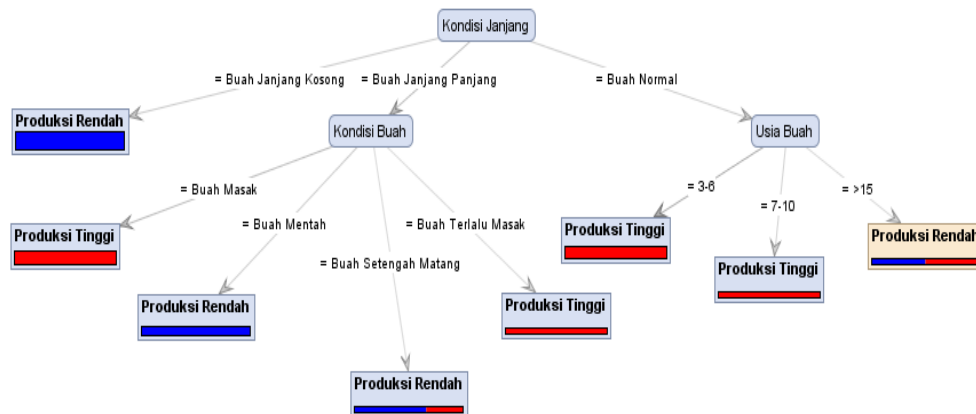 Kondisi Janjang
= Buah Janjang Kosong
= Buah Janjang Panjang
= Buah Normal
Produksi Rendah
Kondisi Buah
Usia Buah
= Buah Masak
= Buah Mentah
= Buah Setengah Matang
= Buah Terlalu Masak
= 3-6
= 7-10
= >15
Produksi Tinggi
Produksi Rendah
Produksi Rendah
Produksi Tinggi
Produksi Tinggi
Produksi Tinggi
Produksi Rendah